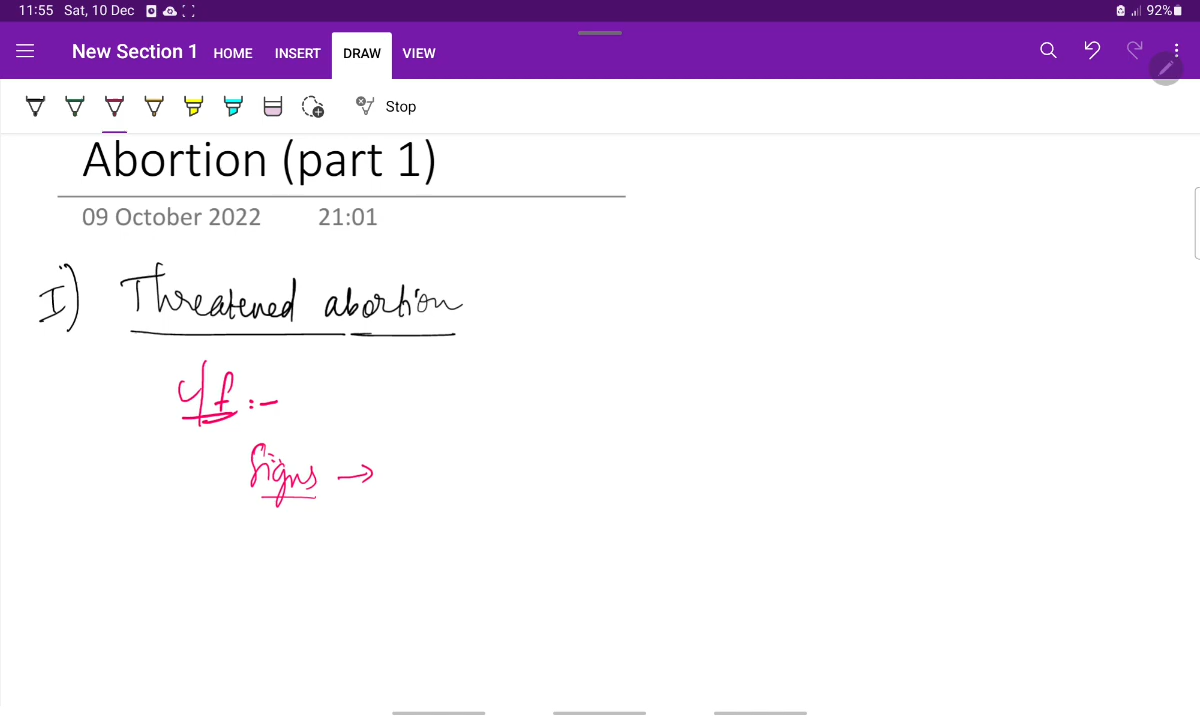 11:55 Sat, 10 Dec 92%
New Section 1 HOME INSERT DRAW VIEW
Stop
Abortion (part 1)
09 October 2022 21:01
I) Threatened abortion
c/f :-
Signs →